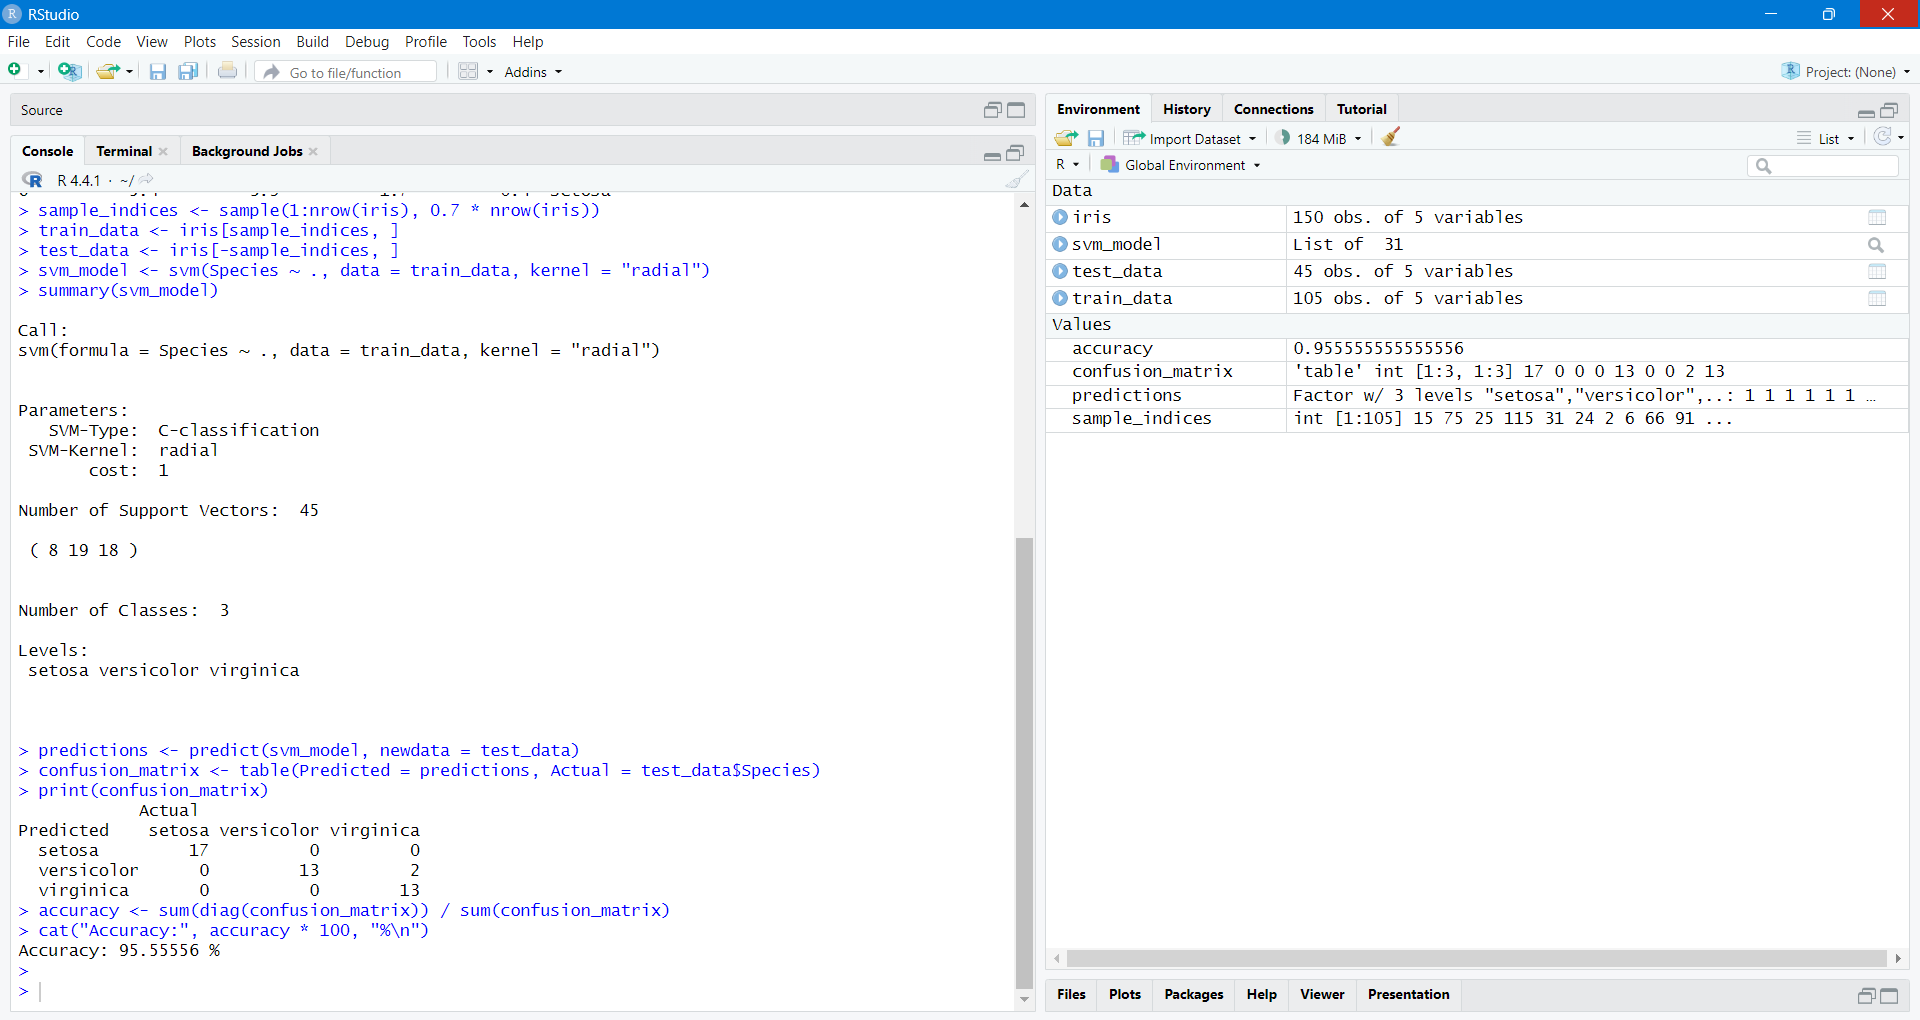 RStudio
File Edit Code View Plots Session Build Debug Profile Tools Help
Go to file/function Addins Project: (None)
Source
Console Terminal Background Jobs
R 4.4.1 · ~/
> sample_indices <- sample(1:nrow(iris), 0.7 * nrow(iris))
> train_data <- iris[sample_indices, ]
> test_data <- iris[-sample_indices, ]
> svm_model <- svm(Species ~ ., data = train_data, kernel = "radial")
> summary(svm_model)
Call:
svm(formula = Species ~ ., data = train_data, kernel = "radial")
Parameters:
SVM-Type: C-classification
SVM-Kernel: radial
cost: 1
Number of Support Vectors: 45
( 8 19 18 )
Number of Classes: 3
Levels:
setosa versicolor virginica
> predictions <- predict(svm_model, newdata = test_data)
> confusion_matrix <- table(Predicted = predictions, Actual = test_data$Species)
> print(confusion_matrix)
Actual
Predicted setosa versicolor virginica
setosa 17 0 0
versicolor 0 13 2
virginica 0 0 13
> accuracy <- sum(diag(confusion_matrix)) / sum(confusion_matrix)
> cat("Accuracy:", accuracy * 100, "%\n")
Accuracy: 95.55556 %
>
>
Environment History Connections Tutorial
Import Dataset 184 MiB List
R Global Environment
Data
iris 150 obs. of 5 variables
svm_model List of 31
test_data 45 obs. of 5 variables
train_data 105 obs. of 5 variables
Values
accuracy 0.955555555555556
confusion_matrix 'table' int [1:3, 1:3] 17 0 0 0 13 0 0 2 13
predictions Factor w/ 3 levels "setosa","versicolor",..: 1 1 1 1 1 1 …
sample_indices int [1:105] 15 75 25 115 31 24 2 6 66 91 ...
Files Plots Packages Help Viewer Presentation